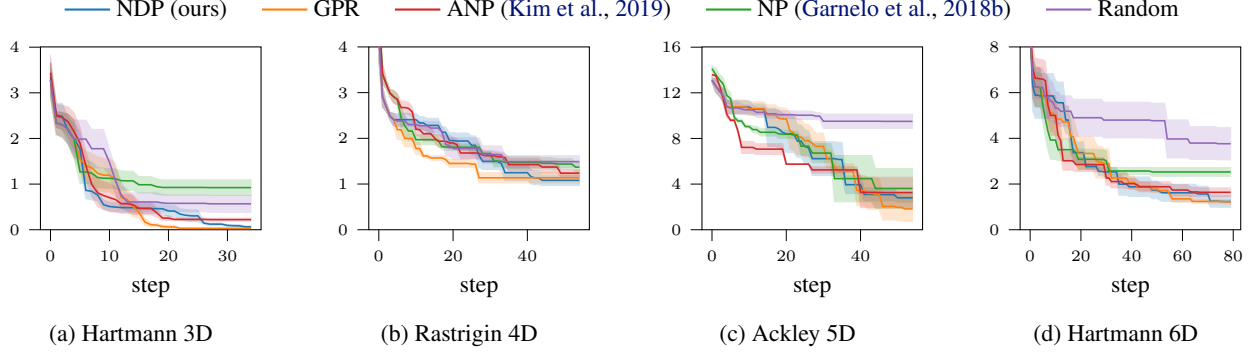 NDP (ours) GPR ANP (Kim et al., 2019) NP (Garnelo et al., 2018b) Random
4 4 16 8
3 3 12 6
2 2 8 4
1 1 4 2
0 0 0 0
0 10 20 30 0 20 40 0 20 40 0 20 40 60 80
step step step step
(a) Hartmann 3D (b) Rastrigin 4D (c) Ackley 5D (d) Hartmann 6D